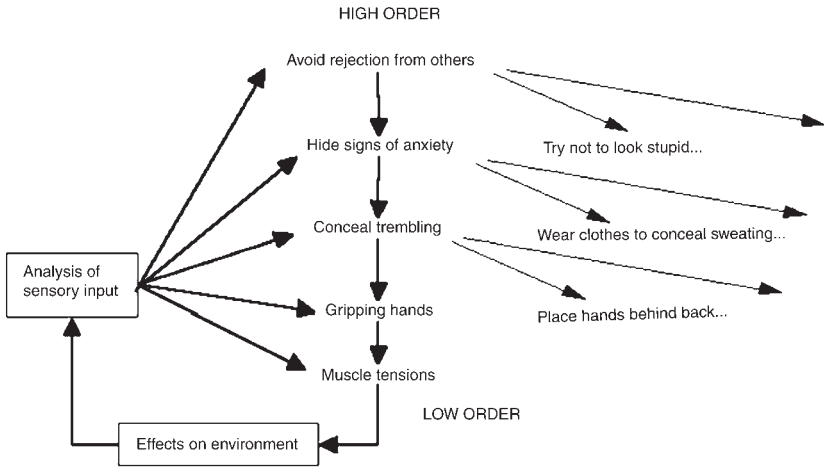 HIGH ORDER
Avoid rejection from others
Try not to look stupid...
Hide signs of anxiety
Wear clothes to conceal sweating...
Conceal trembling
Analysis of
sensory input
Gripping hands
Place hands behind back...
Muscle tensions
LOW ORDER
Effects on environment